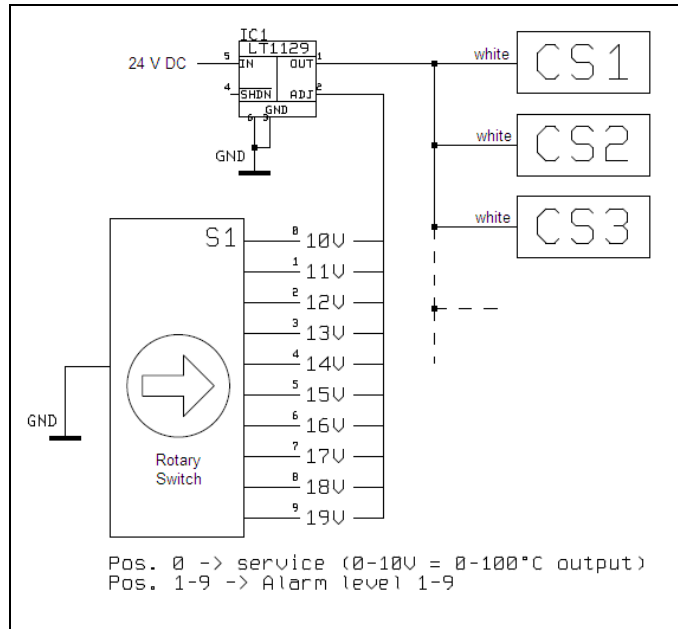 IC1
LT1129
24 V DC
5
IN
OUT
1
4
SHDN
ADJ
2
GND
6 3
GND
white
CS1
white
CS2
white
CS3
S1
0
10V
1
11V
2
12V
3
13V
4
14V
5
15V
6
16V
7
17V
8
18V
9
19V
GND
Rotary
Switch
Pos. 0 -> service (0-10V = 0-100°C output)
Pos. 1-9 -> Alarm level 1-9